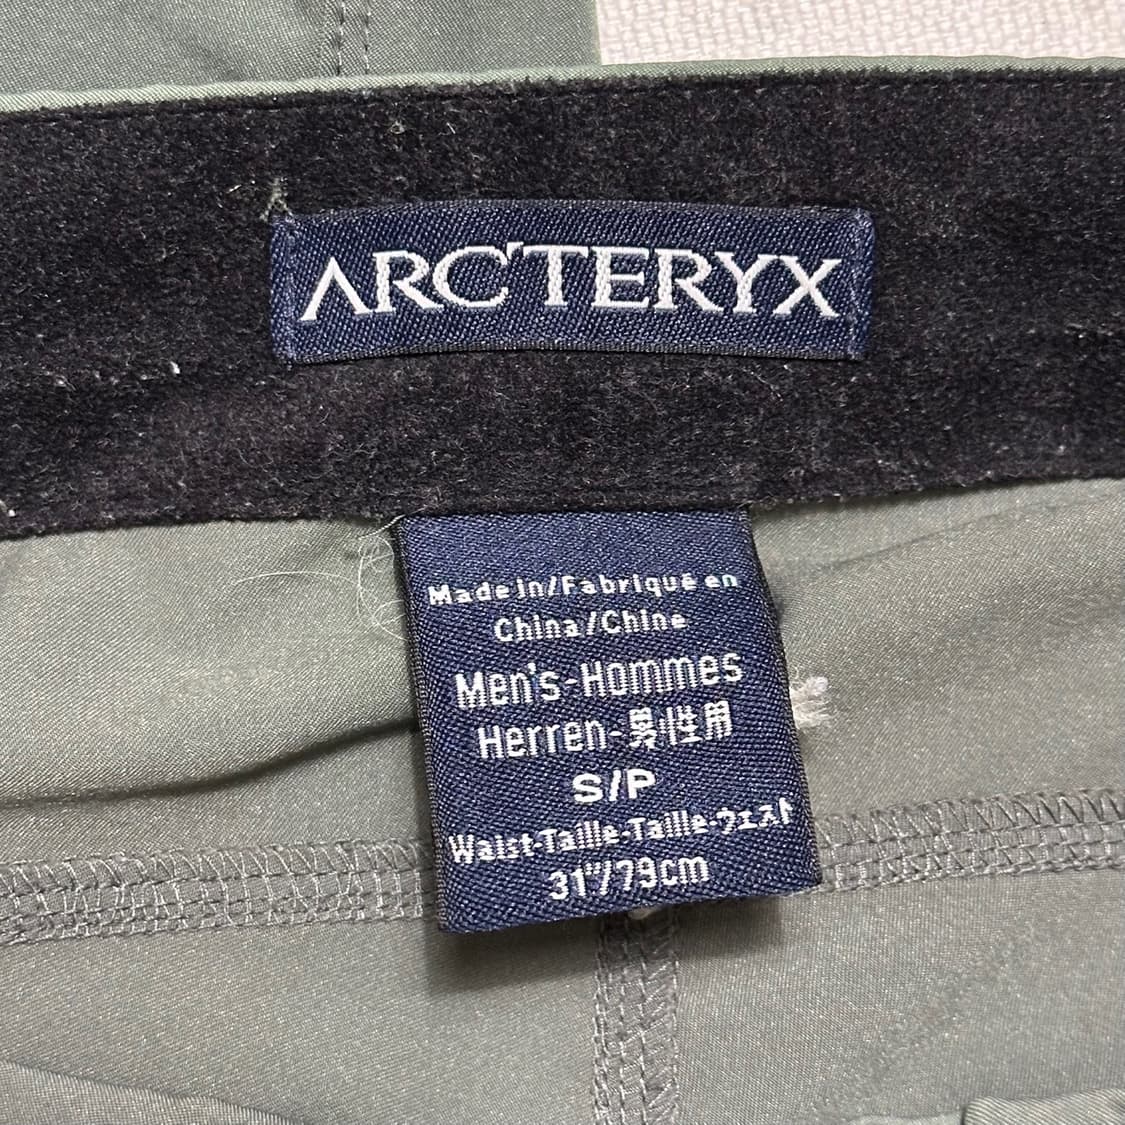 ARC'TERYX
Made in/Fabriqué en
China/Chine
Men's-Hommes
Herren-男性用
S/P
Waist-Taille-Taille-ウェスト
31"/79cm